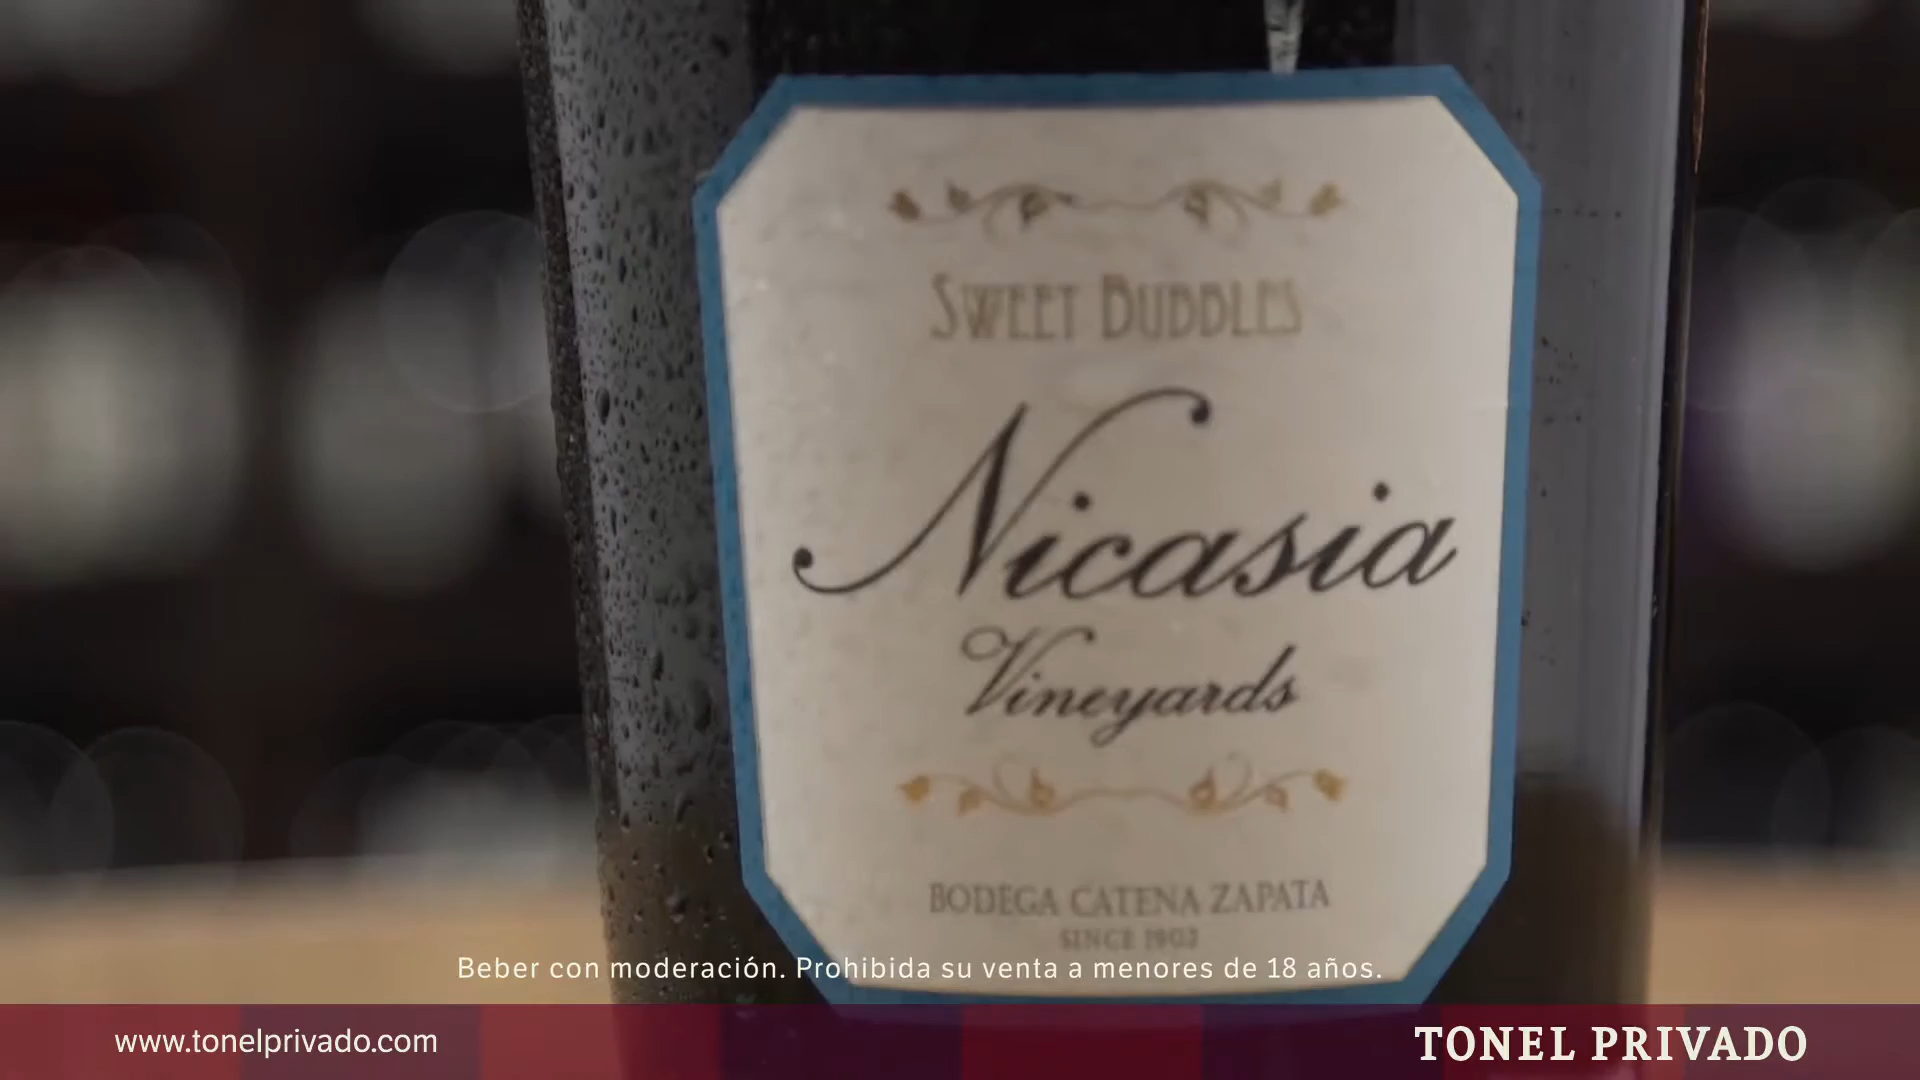 SWEET BUBBLES
Nicasia
Vineyards
BODEGA CATENA ZAPATA
SINCE 1902
Beber con moderación. Prohibida su venta a menores de 18 años.
www.tonelprivado.com
TONEL PRIVADO